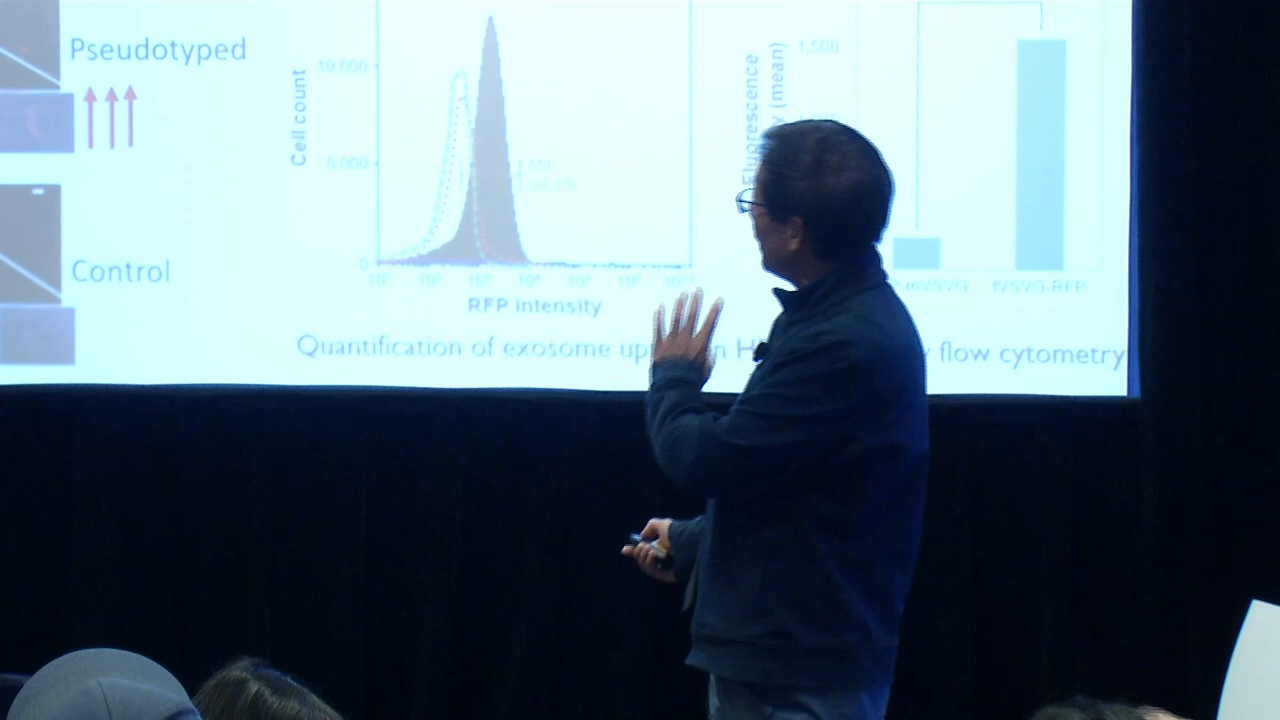 Pseudotyped
Control
Cell count
10,000
5,000
0
RFP intensity
Fluorescence
(mean)
1,500
mVSVG
fVSVG-RFP
Quantification of exosome up
flow cytometry